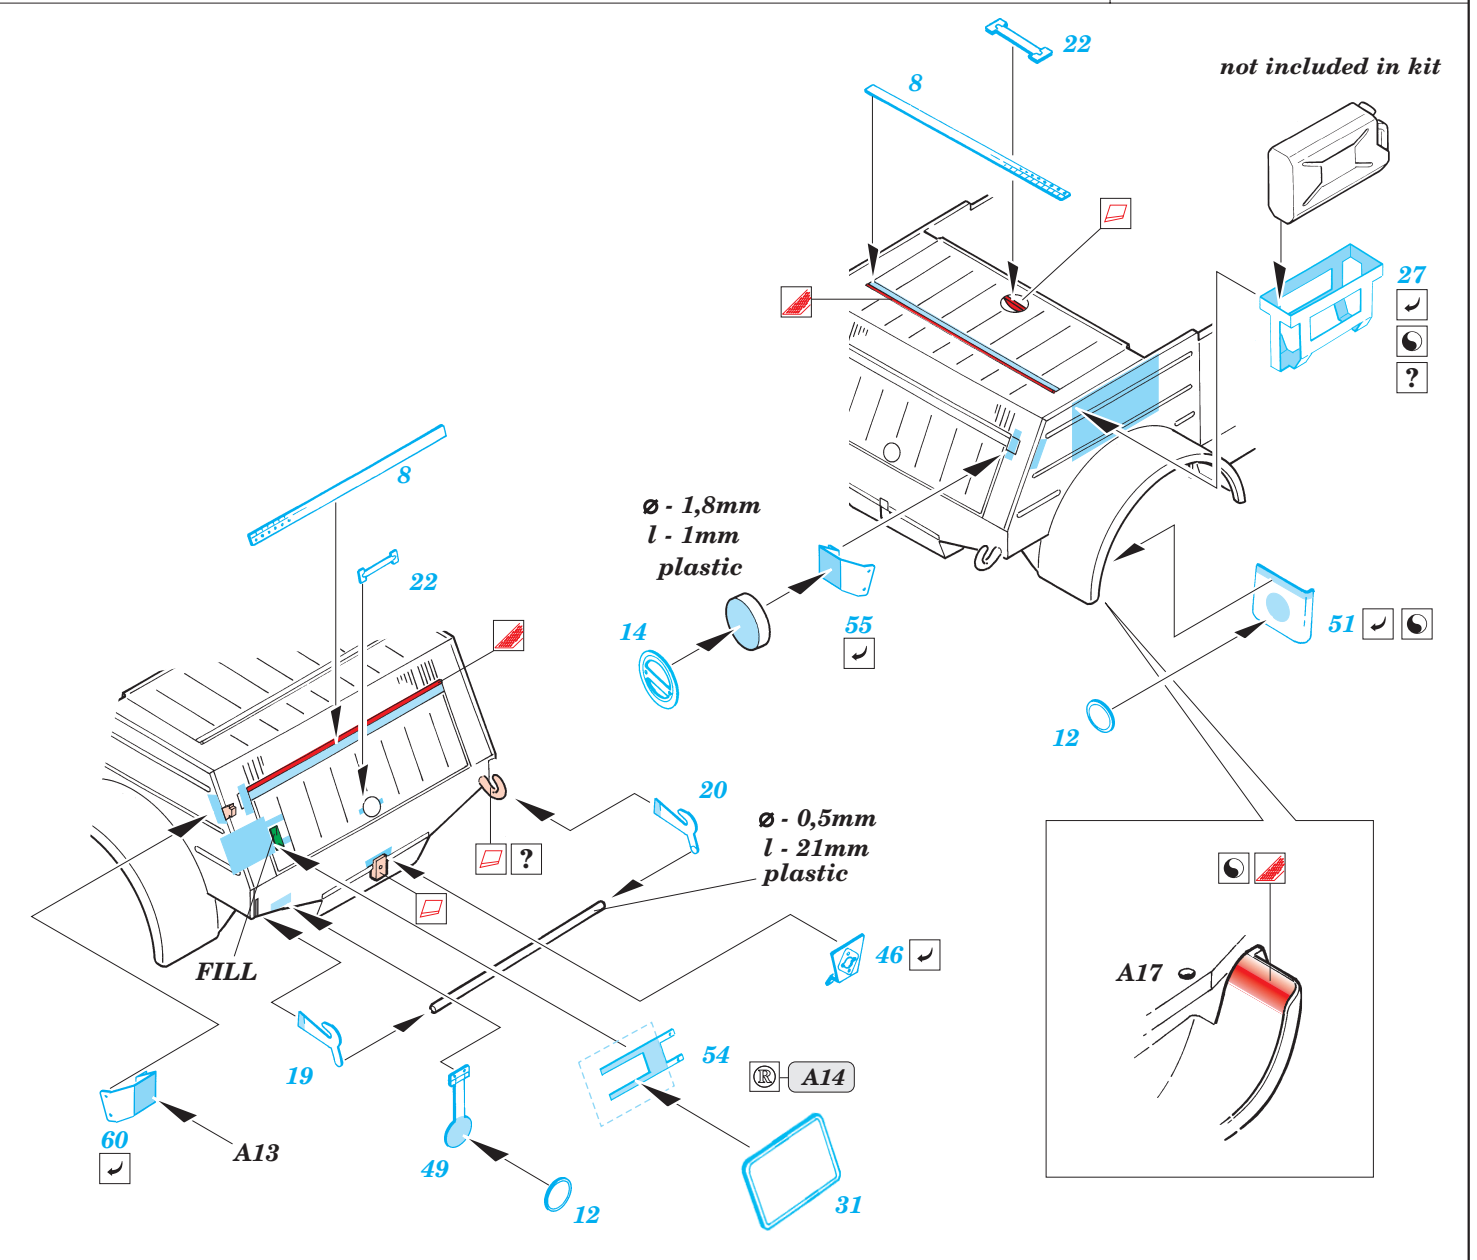 22
8
not included in kit
27
?
8
ø - 1,8mm
l - 1mm
plastic
22
14
55
51
12
20
ø - 0,5mm
l - 21mm
plastic
?
FILL
46
A17
19
54
® A14
60
A13
49
12
31